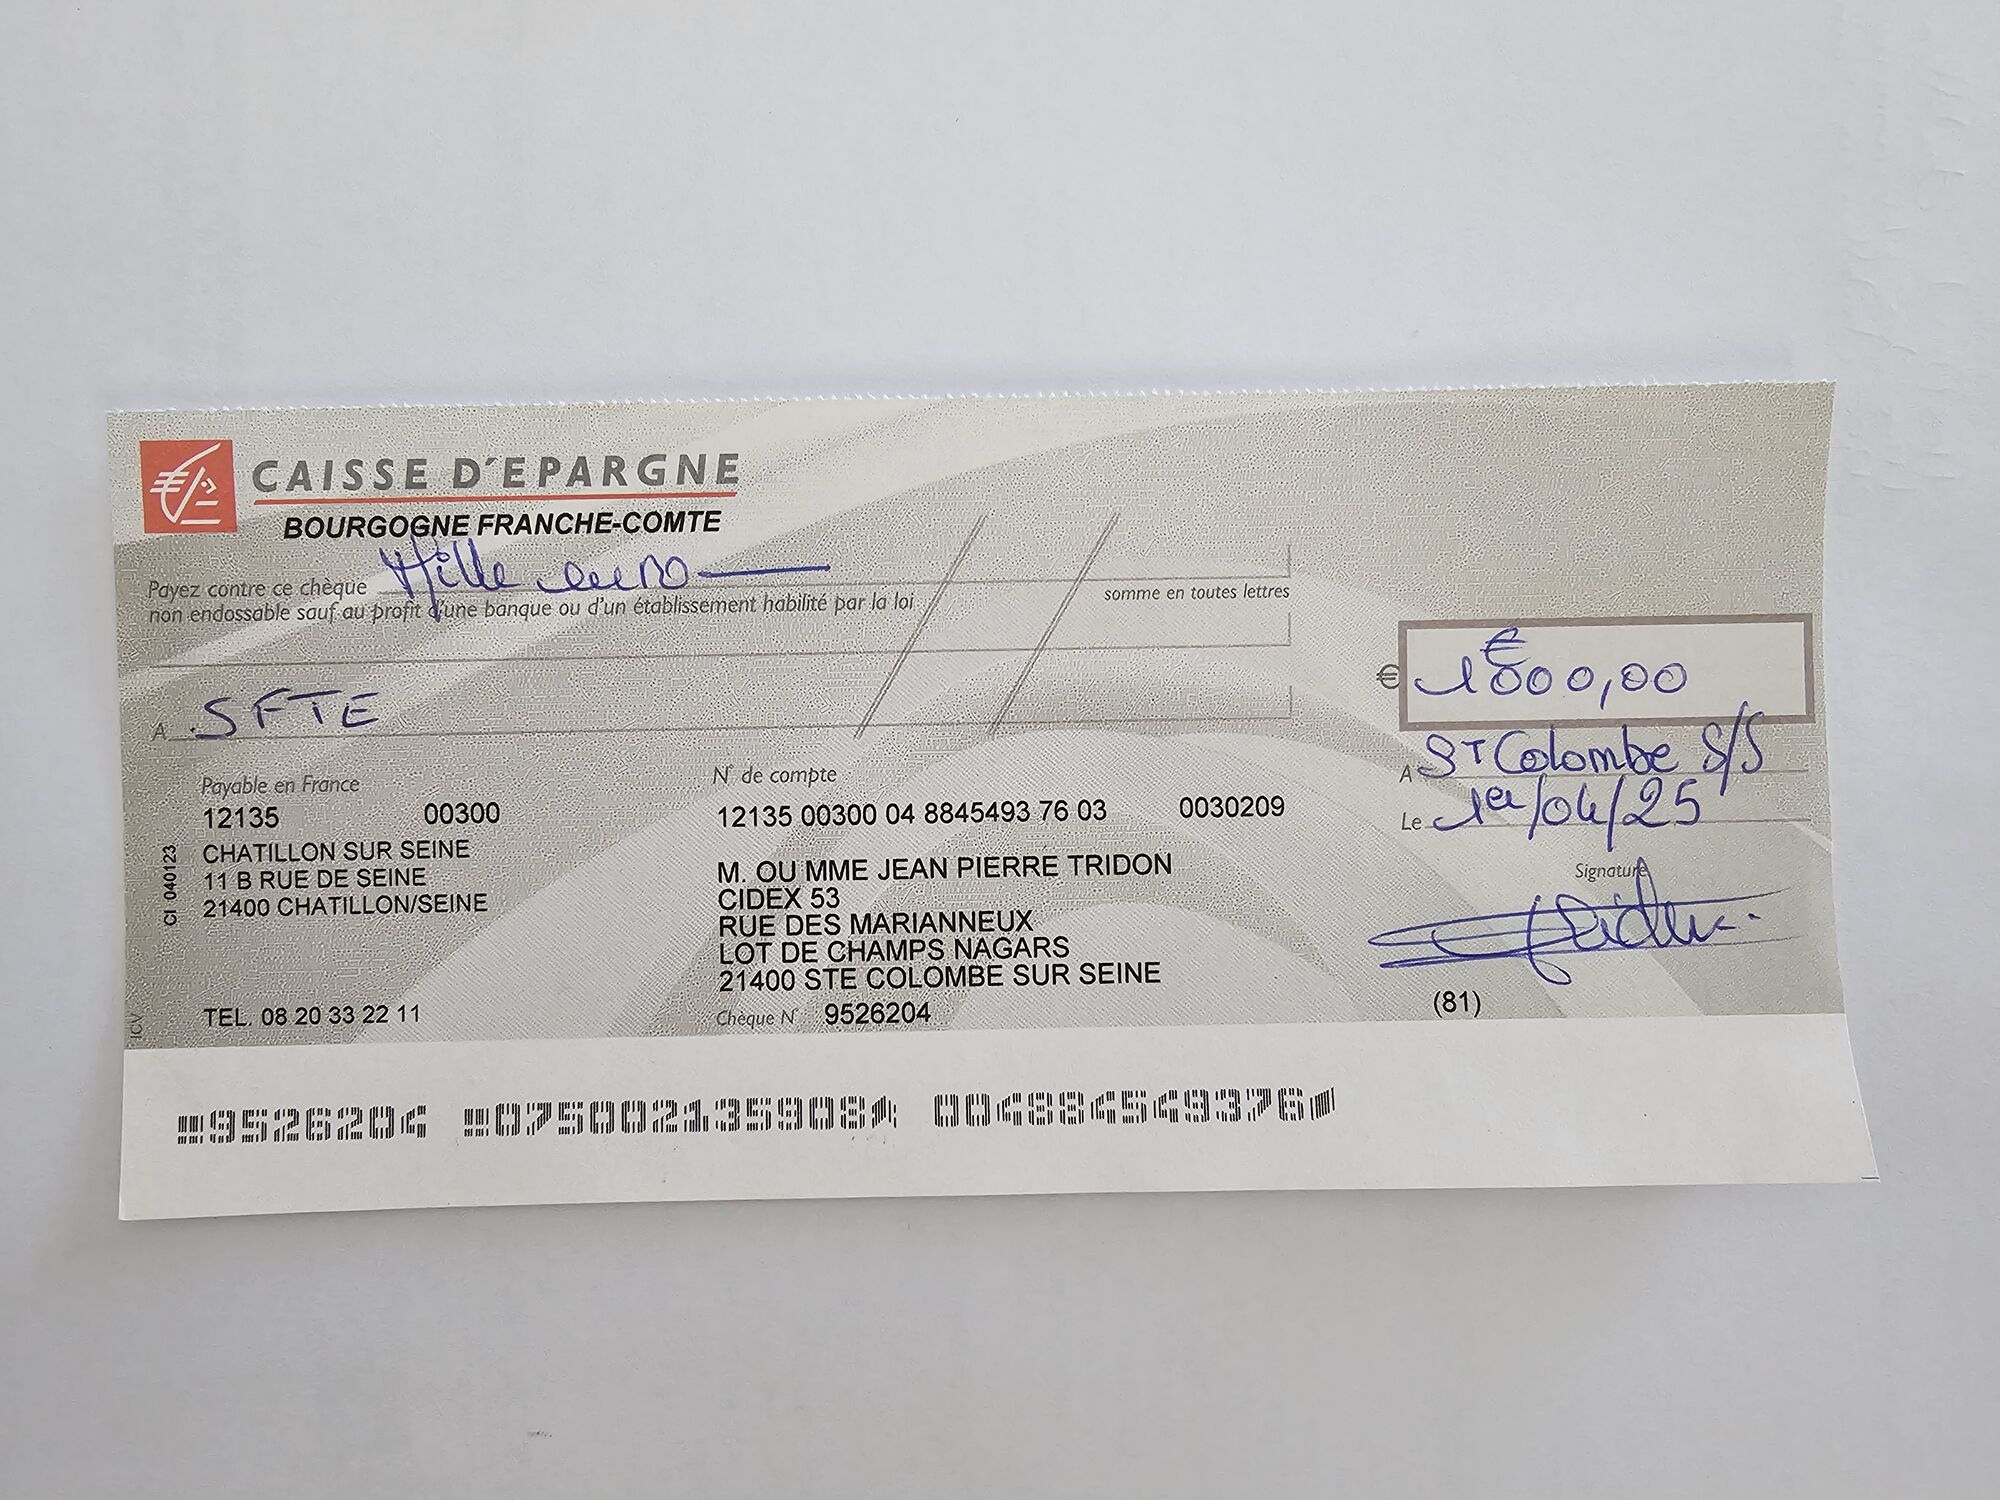 CAISSE D'EPARGNE
BOURGOGNE FRANCHE-COMTE
Payez contre ce chèque Mille euro
non endossable sauf au profit d'une banque ou d'un établissement habilité par la loi
somme en toutes lettres
€ 1000,00 €
A SFTE
A St Colombe S/S
Le 1er/04/25
Payable en France
12135 00300
CHATILLON SUR SEINE
11 B RUE DE SEINE
21400 CHATILLON/SEINE
TEL. 08 20 33 22 11
CI 040123
ICV
N° de compte
12135 00300 04 8845493 76 03 0030209
M. OU MME JEAN PIERRE TRIDON
CIDEX 53
RUE DES MARIANNEUX
LOT DE CHAMPS NAGARS
21400 STE COLOMBE SUR SEINE
Chèque N° 9526204
Signature
(81)
9526204 075002135908 004884549376